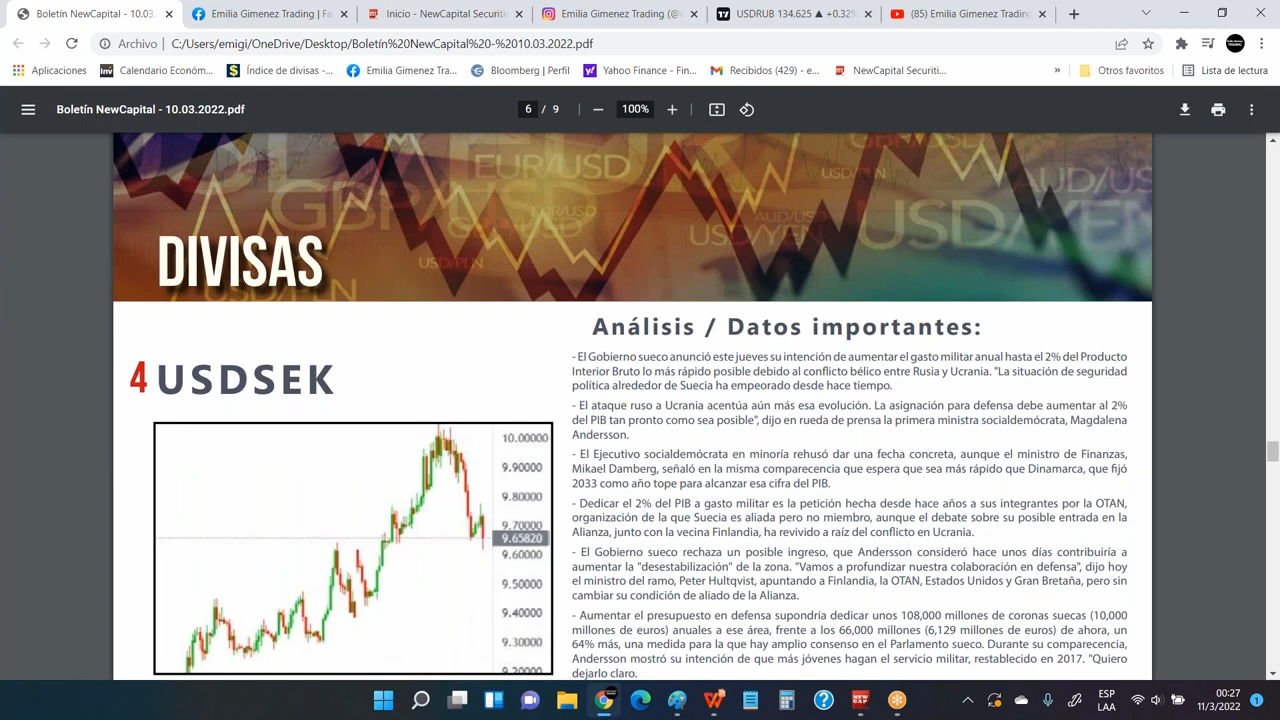 Boletín NewCapital - 10.03.
Emilia Gimenez Trading | Fa
Inicio - NewCapital Securitie
Emilia Gimenez Trading (@e
USDRUB 134.625 ▲ +0.32%
(85) Emilia Gimenez Trading
Archivo | C:/Users/emigi/OneDrive/Desktop/Boletín%20NewCapital%20-%2010.03.2022.pdf
Aplicaciones
Calendario Económ...
Índice de divisas -...
Emilia Gimenez Tra...
Bloomberg | Perfil
Yahoo Finance - Fin...
Recibidos (429) - e...
NewCapital Securiti...
»
Otros favoritos
Lista de lectura
Boletín NewCapital - 10.03.2022.pdf
6 / 9
100%
EUR/USD
GBP/USD
USD/PLN
AUD/USD
USD/YEN
DIVISAS
4 USDSEK
10.00000
9.90000
9.80000
9.70000
9.65820
9.60000
9.50000
9.40000
9.30000
9.20000
Análisis / Datos importantes:
- El Gobierno sueco anunció este jueves su intención de aumentar el gasto militar anual hasta el 2% del Producto
Interior Bruto lo más rápido posible debido al conflicto bélico entre Rusia y Ucrania. "La situación de seguridad
política alrededor de Suecia ha empeorado desde hace tiempo.
- El ataque ruso a Ucrania acentúa aún más esa evolución. La asignación para defensa debe aumentar al 2%
del PIB tan pronto como sea posible", dijo en rueda de prensa la primera ministra socialdemócrata, Magdalena
Andersson.
- El Ejecutivo socialdemócrata en minoría rehusó dar una fecha concreta, aunque el ministro de Finanzas,
Mikael Damberg, señaló en la misma comparecencia que espera que sea más rápido que Dinamarca, que fijó
2033 como año tope para alcanzar esa cifra del PIB.
- Dedicar el 2% del PIB a gasto militar es la petición hecha desde hace años a sus integrantes por la OTAN,
organización de la que Suecia es aliada pero no miembro, aunque el debate sobre su posible entrada en la
Alianza, junto con la vecina Finlandia, ha revivido a raíz del conflicto en Ucrania.
- El Gobierno sueco rechaza un posible ingreso, que Andersson consideró hace unos días contribuiría a
aumentar la "desestabilización" de la zona. "Vamos a profundizar nuestra colaboración en defensa", dijo hoy
el ministro del ramo, Peter Hultqvist, apuntando a Finlandia, la OTAN, Estados Unidos y Gran Bretaña, pero sin
cambiar su condición de aliado de la Alianza.
- Aumentar el presupuesto en defensa supondría dedicar unos 108,000 millones de coronas suecas (10,000
millones de euros) anuales a ese área, frente a los 66,000 millones (6,129 millones de euros) de ahora, un
64% más, una medida para la que hay amplio consenso en el Parlamento sueco. Durante su comparecencia,
Andersson mostró su intención de que más jóvenes hagan el servicio militar, restablecido en 2017. "Quiero
dejarlo claro.
ESP
LAA
00:27
11/3/2022